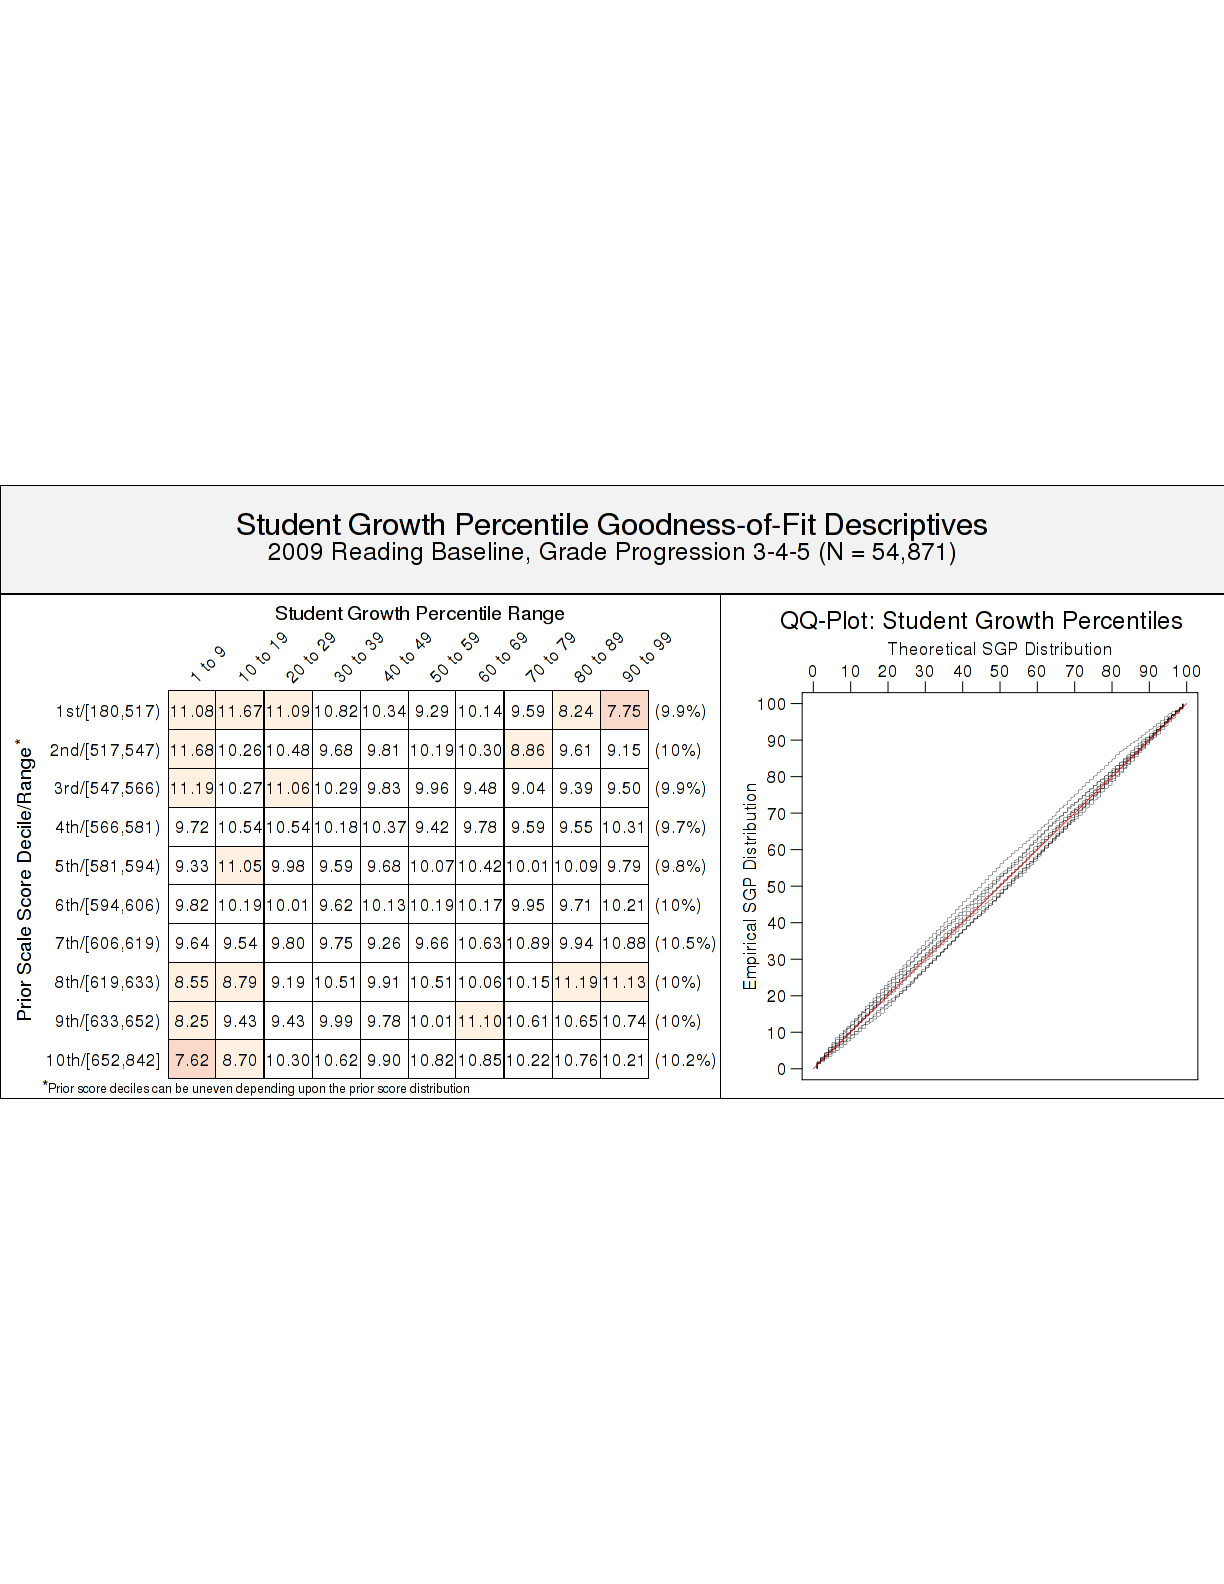 Student Growth Percentile Goodness-of-Fit Descriptives
2009 Reading Baseline, Grade Progression 3-4-5 (N = 54,871)
Student Growth Percentile Range
1 to 9 10 to 19 20 to 29 30 to 39 40 to 49 50 to 59 60 to 69 70 to 79 80 to 89 90 to 99
Prior Scale Score Decile/Range*
1st/[180,517) 11.08 11.67 11.09 10.82 10.34 9.29 10.14 9.59 8.24 7.75 (9.9%)
2nd/[517,547) 11.68 10.26 10.48 9.68 9.81 10.19 10.30 8.86 9.61 9.15 (10%)
3rd/[547,566) 11.19 10.27 11.06 10.29 9.83 9.96 9.48 9.04 9.39 9.50 (9.9%)
4th/[566,581) 9.72 10.54 10.54 10.18 10.37 9.42 9.78 9.59 9.55 10.31 (9.7%)
5th/[581,594) 9.33 11.05 9.98 9.59 9.68 10.07 10.42 10.01 10.09 9.79 (9.8%)
6th/[594,606) 9.82 10.19 10.01 9.62 10.13 10.19 10.17 9.95 9.71 10.21 (10%)
7th/[606,619) 9.64 9.54 9.80 9.75 9.26 9.66 10.63 10.89 9.94 10.88 (10.5%)
8th/[619,633) 8.55 8.79 9.19 10.51 9.91 10.51 10.06 10.15 11.19 11.13 (10%)
9th/[633,652) 8.25 9.43 9.43 9.99 9.78 10.01 11.10 10.61 10.65 10.74 (10%)
10th/[652,842] 7.62 8.70 10.30 10.62 9.90 10.82 10.85 10.22 10.76 10.21 (10.2%)
*Prior score deciles can be uneven depending upon the prior score distribution
QQ-Plot: Student Growth Percentiles
Theoretical SGP Distribution
0 10 20 30 40 50 60 70 80 90 100
Empirical SGP Distribution
100
90
80
70
60
50
40
30
20
10
0